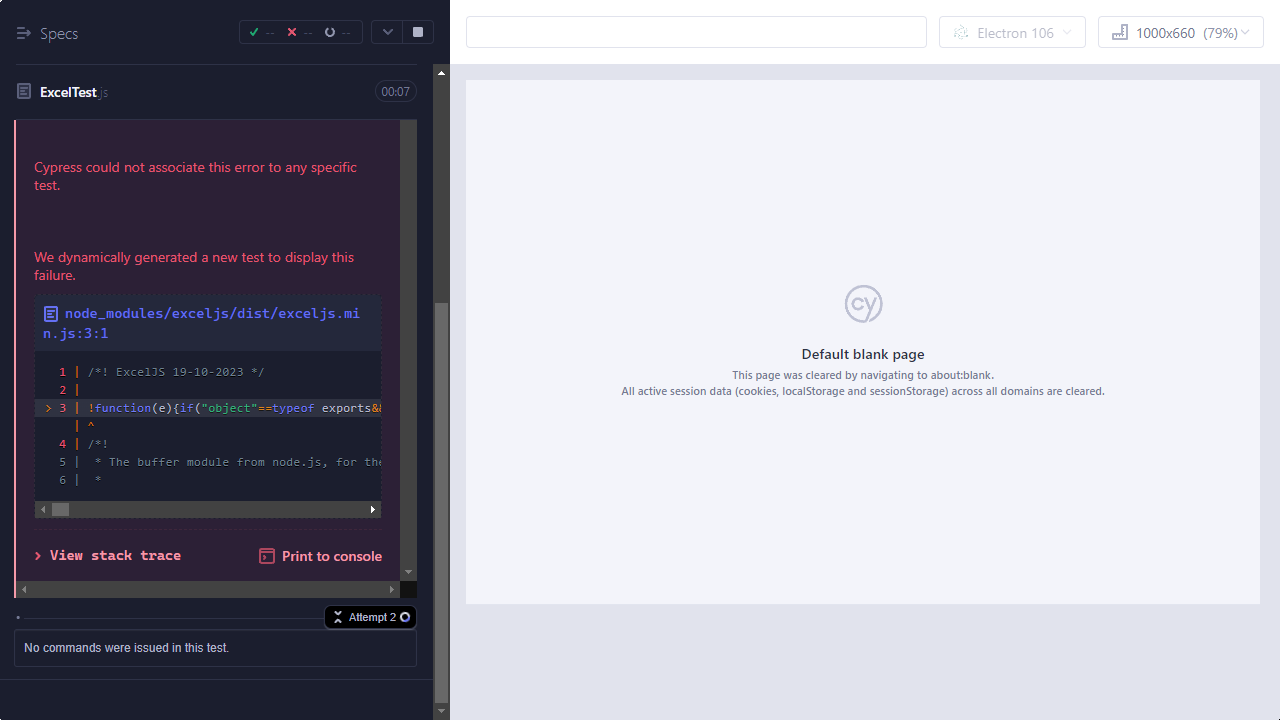 Specs
--
--
--
Electron 106
1000x660 (79%)
ExcelTest.js
00:07
Cypress could not associate this error to any specific
test.
We dynamically generated a new test to display this
failure.
node_modules/exceljs/dist/exceljs.mi
n.js:3:1
1 | /*! ExcelJS 19-10-2023 */
2 |
> 3 | !function(e){if("object"==typeof exports&&
| ^
4 | /*!
5 | * The buffer module from node.js, for the
6 | *
View stack trace
Print to console
Attempt 2
No commands were issued in this test.
cy
Default blank page
This page was cleared by navigating to about:blank.
All active session data (cookies, localStorage and sessionStorage) across all domains are cleared.